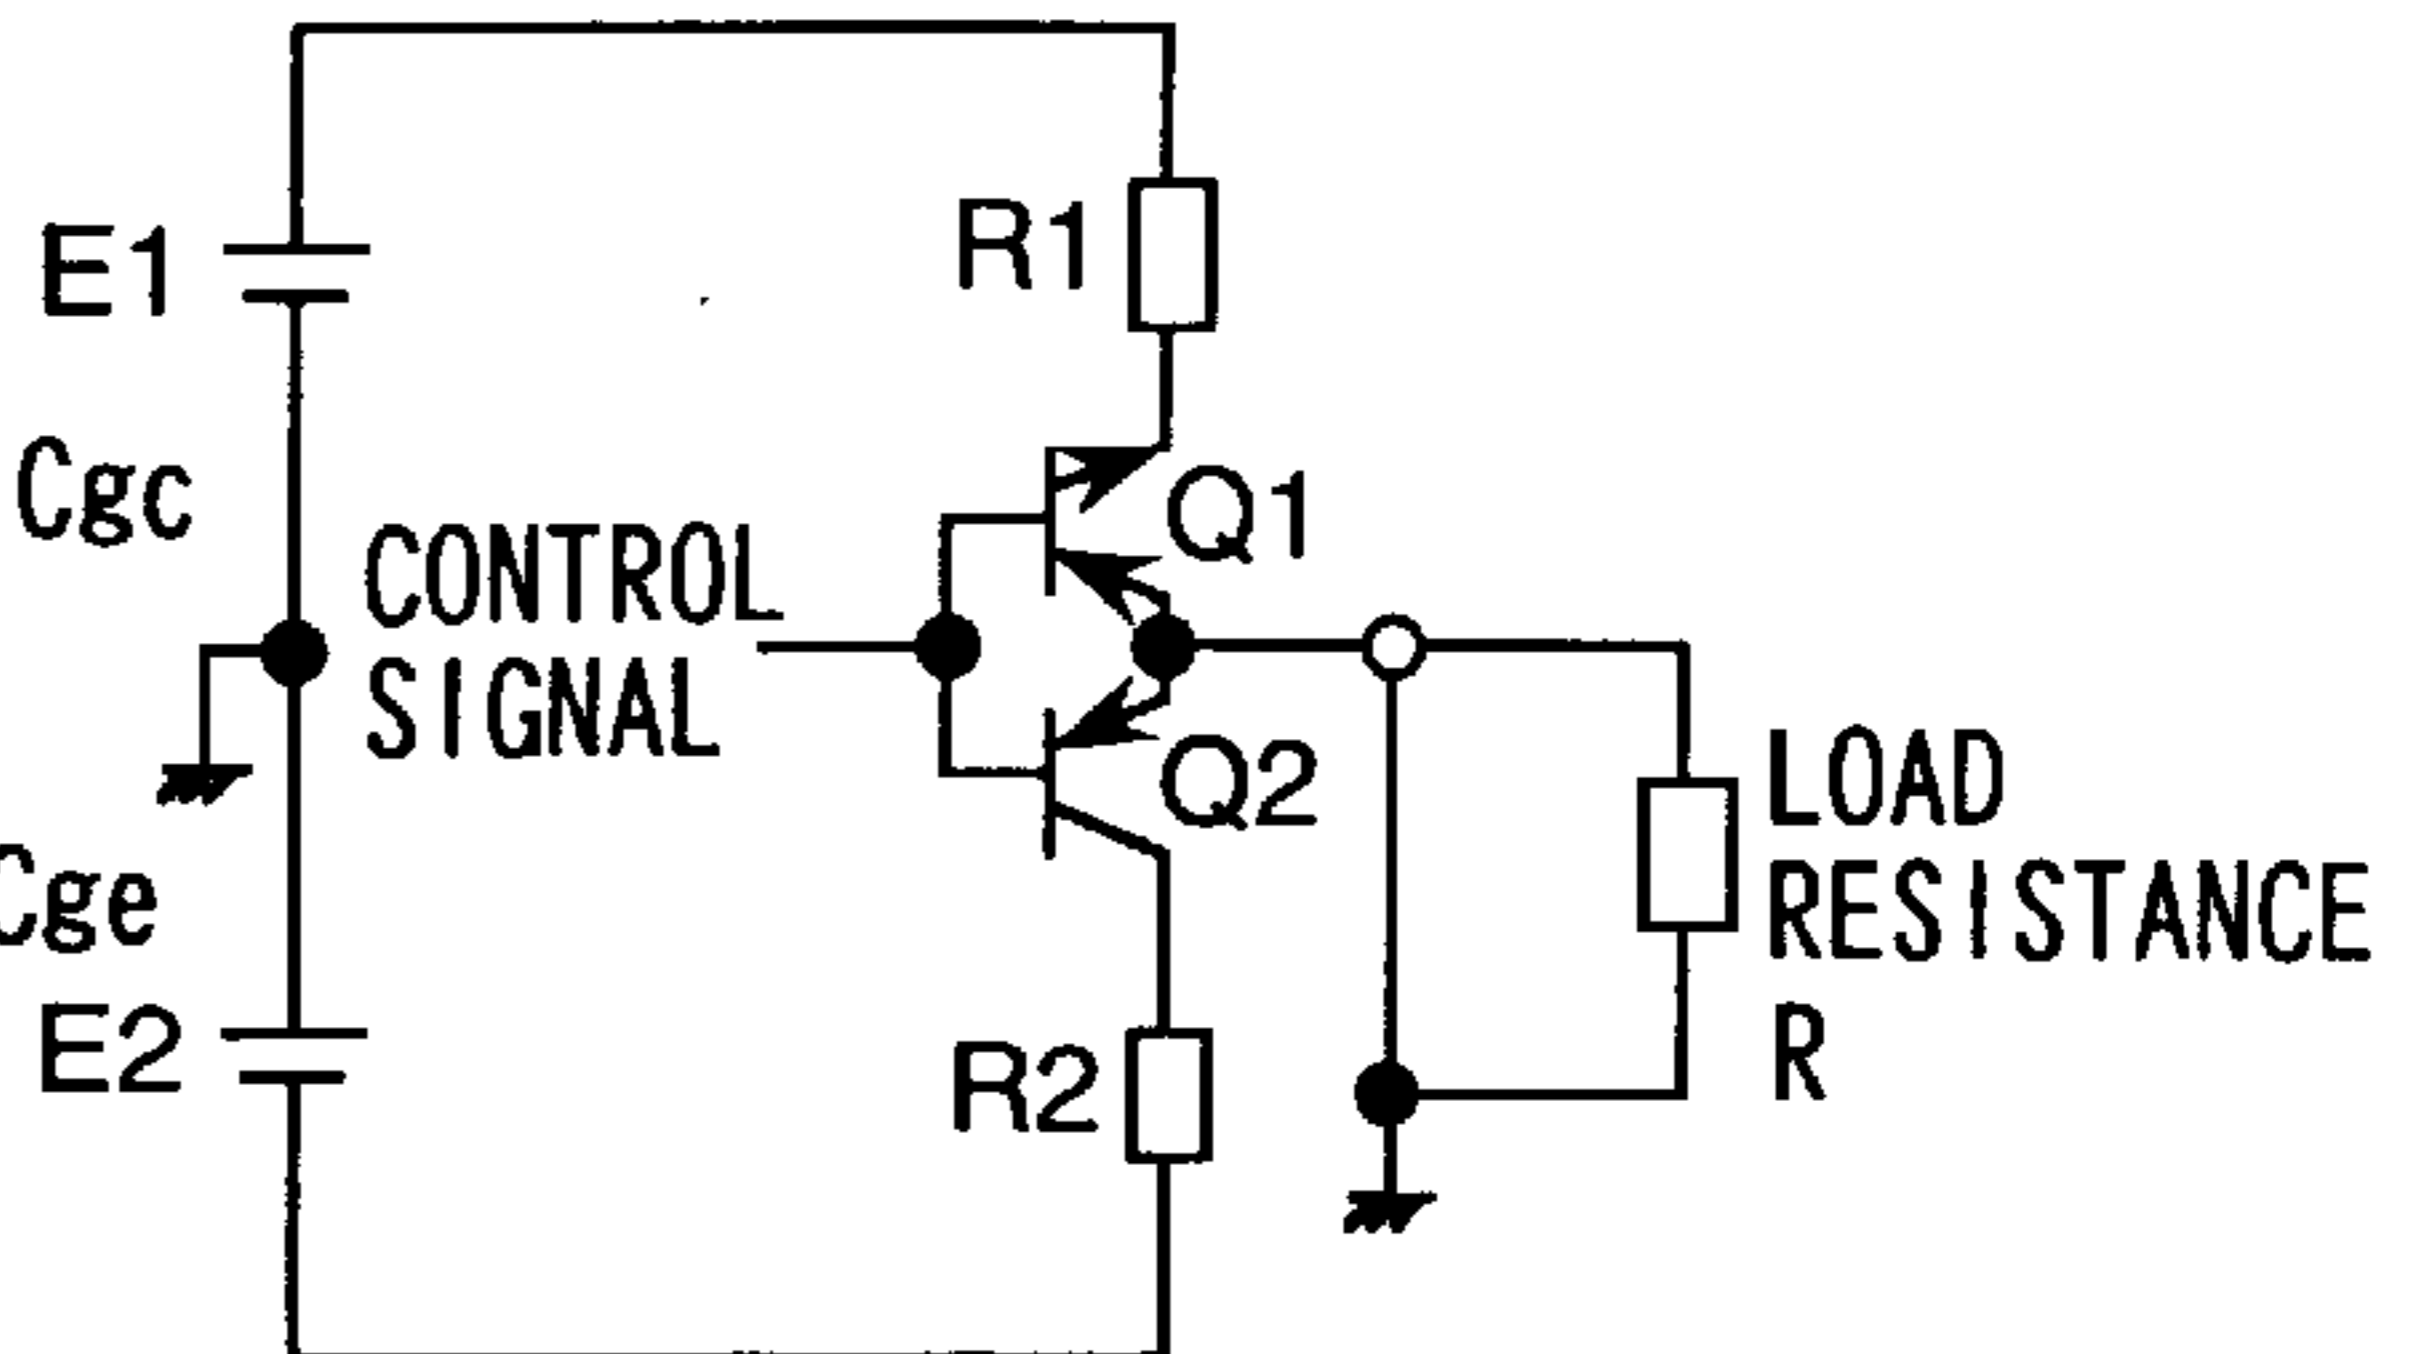 E1
R1
Cgc
Q1
CONTROL
SIGNAL
Q2
LOAD
RESISTANCE
R
Cge
E2
R2